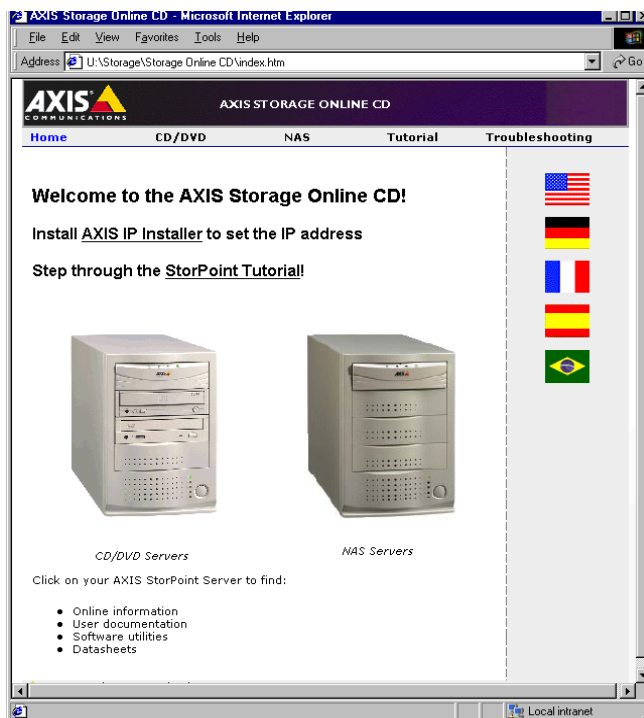 AXIS Storage Online CD - Microsoft Internet Explorer
File Edit View Favorites Tools Help
Address U:\Storage\Storage Online CD\index.htm Go
AXIS
COMMUNICATIONS
AXIS STORAGE ONLINE CD
Home CD/DVD NAS Tutorial Troubleshooting
Welcome to the AXIS Storage Online CD!
Install AXIS IP Installer to set the IP address
Step through the StorPoint Tutorial!
AXIS
AXIS
CD/DVD Servers
NAS Servers
Click on your AXIS StorPoint Server to find:
• Online information
• User documentation
• Software utilities
• Datasheets
Local intranet